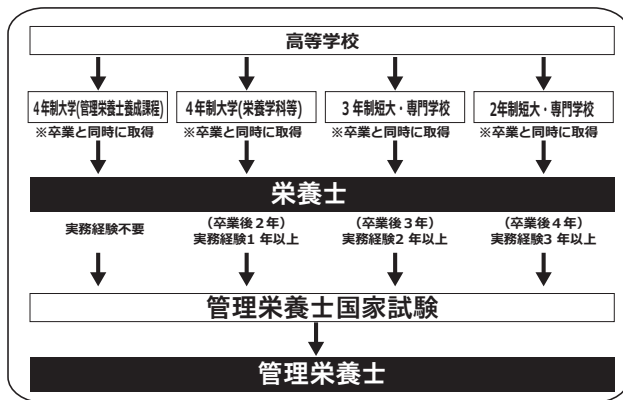 高等学校
4年制大学(管理栄養士養成課程)
※卒業と同時に取得
4年制大学(栄養学科等)
※卒業と同時に取得
3年制短大・専門学校
※卒業と同時に取得
2年制短大・専門学校
※卒業と同時に取得
栄養士
実務経験不要
(卒業後2年)
実務経験1年以上
(卒業後3年)
実務経験2年以上
(卒業後4年)
実務経験3年以上
管理栄養士国家試験
管理栄養士